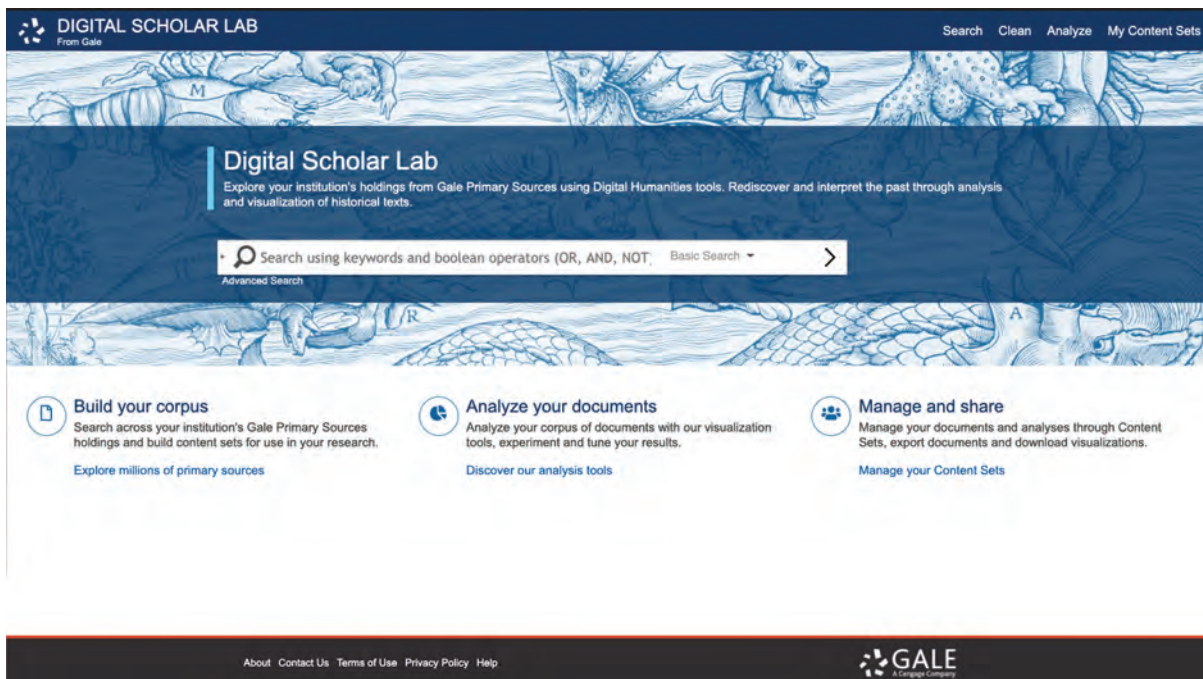 DIGITAL SCHOLAR LAB
From Gale
Search Clean Analyze My Content Sets
M
Digital Scholar Lab
Explore your institution's holdings from Gale Primary Sources using Digital Humanities tools. Rediscover and interpret the past through analysis
and visualization of historical texts.
Search using keywords and boolean operators (OR, AND, NOT
Basic Search
Advanced Search
R
A
Build your corpus
Search across your institution's Gale Primary Sources
holdings and build content sets for use in your research.
Explore millions of primary sources
Analyze your documents
Analyze your corpus of documents with our visualization
tools, experiment and tune your results.
Discover our analysis tools
Manage and share
Manage your documents and analyses through Content
Sets, export documents and download visualizations.
Manage your Content Sets
About Contact Us Terms of Use Privacy Policy Help
GALE
A Cengage Company